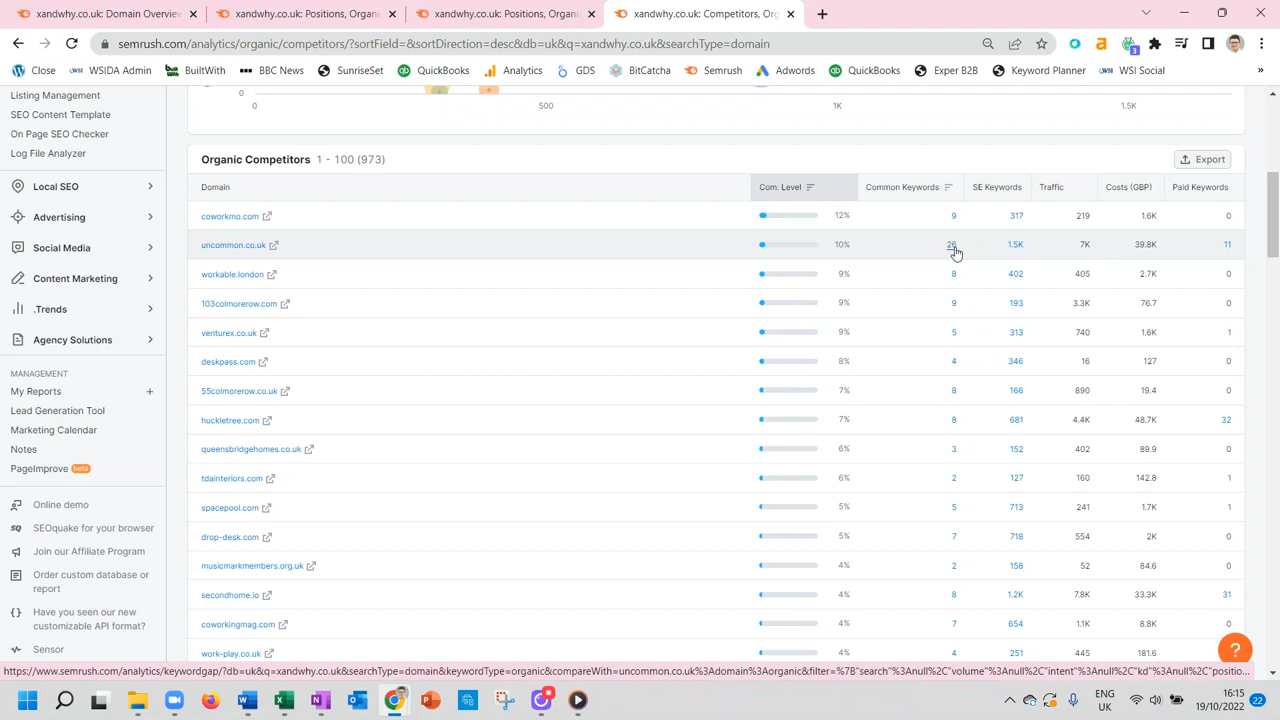 xandwhy.co.uk: Domain Overview
xandwhy.co.uk: Positions, Organic
xandwhy.co.uk: Positions, Organic
xandwhy.co.uk: Competitors, Org
semrush.com/analytics/organic/competitors/?sortField=&sortDirection=desc&db=uk&q=xandwhy.co.uk&searchType=domain
3
Close
WSIDA Admin
BuiltWith
BBC News
SunriseSet
QuickBooks
Analytics
GDS
BitCatcha
Semrush
Adwords
QuickBooks
Exper B2B
Keyword Planner
WSI Social
»
Listing Management
SEO Content Template
On Page SEO Checker
Log File Analyzer
Local SEO
Advertising
Social Media
Content Marketing
.Trends
Agency Solutions
MANAGEMENT
My Reports +
Lead Generation Tool
Marketing Calendar
Notes
PageImprove beta
Online demo
SEOquake for your browser
Join our Affiliate Program
Order custom database or
report
Have you seen our new
customizable API format?
Sensor
0
0 500 1K 1.5K
Organic Competitors 1 - 100 (973)
Export
Domain Com. Level Common Keywords SE Keywords Traffic Costs (GBP) Paid Keywords
coworkmo.com 12% 9 317 219 1.6K 0
uncommon.co.uk 10% 26 1.5K 7K 39.8K 11
workable.london 9% 8 402 405 2.7K 0
103colmorerow.com 9% 9 193 3.3K 76.7 0
venturex.co.uk 9% 5 313 740 1.6K 1
deskpass.com 8% 4 346 16 127 0
55colmorerow.co.uk 7% 8 166 890 19.4 0
huckletree.com 7% 8 681 4.4K 48.7K 32
queensbridgehomes.co.uk 6% 3 152 402 89.9 0
tdainteriors.com 6% 2 127 160 142.8 1
spacepool.com 5% 5 713 241 1.7K 1
drop-desk.com 5% 7 718 554 2K 0
musicmarkmembers.org.uk 4% 2 158 52 84.6 0
secondhome.io 4% 8 1.2K 7.8K 33.3K 31
coworkingmag.com 4% 7 654 1.1K 8.8K 0
work-play.co.uk 4% 4 251 445 181.6 0
?
https://www.semrush.com/analytics/keywordgap/?db=uk&q=xandwhy.co.uk&searchType=domain&keywordType=organic&compareWith=uncommon.co.uk%3Adomain%3Aorganic&filter=%7B"search"%3Anull%2C"volume"%3Anull%2C"intent"%3Anull%2C"kd"%3Anull%2C"positio...
ENG
UK
16:15
19/10/2022
22